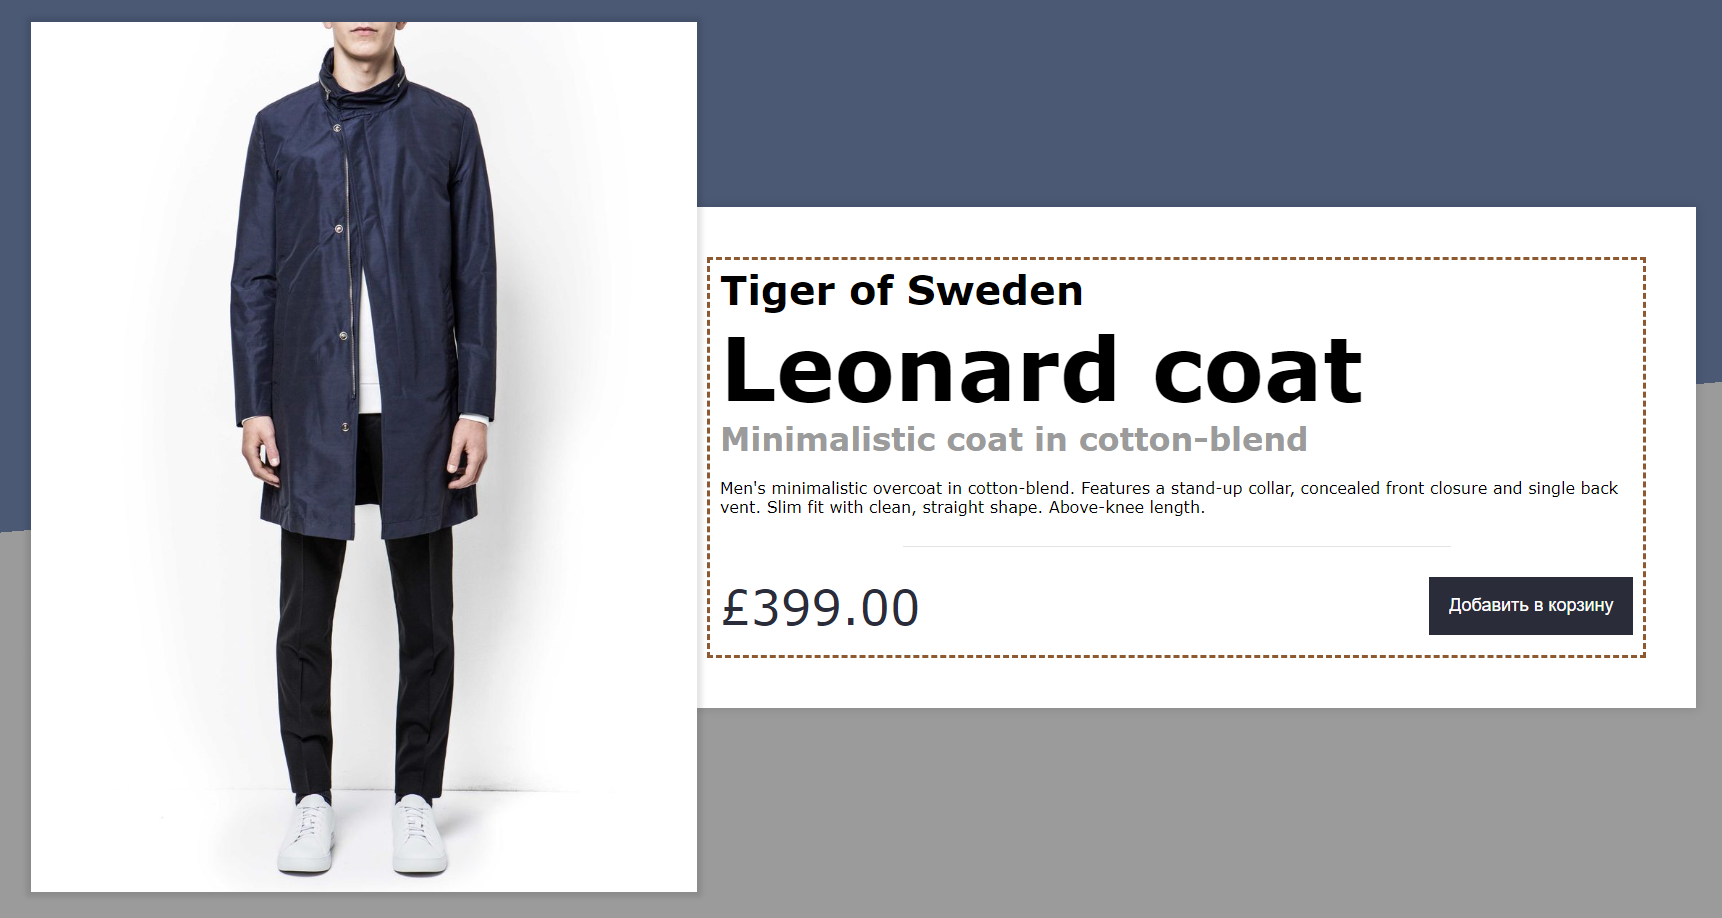 Tiger of Sweden
Leonard coat
Minimalistic coat in cotton-blend
Men's minimalistic overcoat in cotton-blend. Features a stand-up collar, concealed front closure and single back
vent. Slim fit with clean, straight shape. Above-knee length.
£399.00
Добавить в корзину